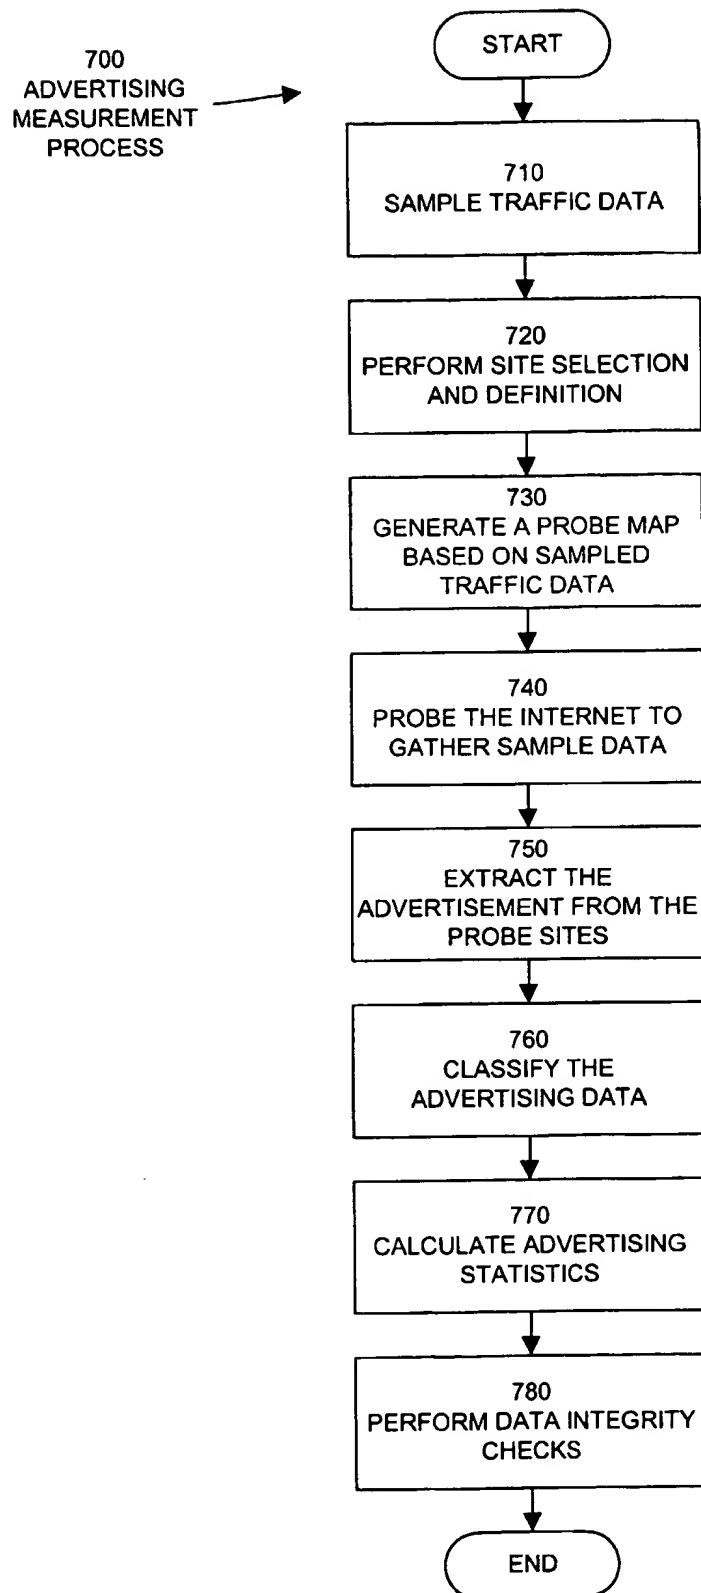 700
ADVERTISING
MEASUREMENT
PROCESS
START
710
SAMPLE TRAFFIC DATA
720
PERFORM SITE SELECTION
AND DEFINITION
730
GENERATE A PROBE MAP
BASED ON SAMPLED
TRAFFIC DATA
740
PROBE THE INTERNET TO
GATHER SAMPLE DATA
750
EXTRACT THE
ADVERTISEMENT FROM THE
PROBE SITES
760
CLASSIFY THE
ADVERTISING DATA
770
CALCULATE ADVERTISING
STATISTICS
780
PERFORM DATA INTEGRITY
CHECKS
END